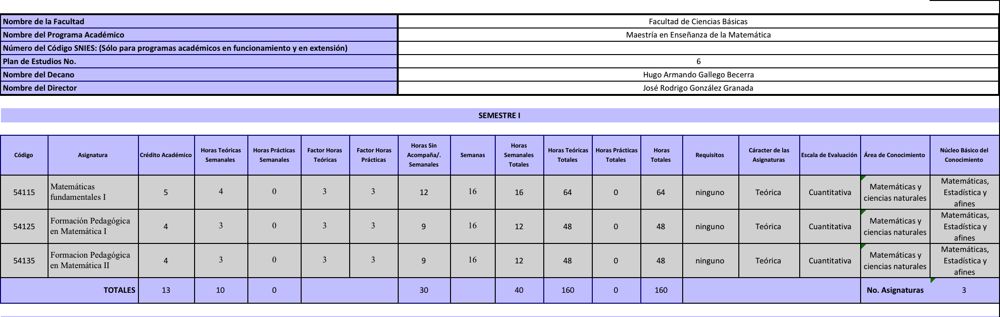 Nombre de la Facultad Facultad de Ciencias Básicas
Nombre del Programa Académico Maestría en Enseñanza de la Matemática
Número del Código SNIES: (Sólo para programas académicos en funcionamiento y en extensión)
Plan de Estudios No. 6
Nombre del Decano Hugo Armando Gallego Becerra
Nombre del Director José Rodrigo González Granada
SEMESTRE I
Código
Asignatura
Crédito Académico
Horas Teóricas
Semanales
Horas Prácticas
Semanales
Factor Horas
Teóricas
Factor Horas
Prácticas
Horas Sin
Acompaña/.
Semanales
Semanas
Horas
Semanales
Totales
Horas Teóricas
Totales
Horas Prácticas
Totales
Horas
Totales
Requisitos
Cáracter de las
Asignaturas
Escala de Evaluación
Área de Conocimiento
Núcleo Básico del
Conocimiento
54115
Matemáticas
fundamentales I
5
4
0
3
3
12
16
16
64
0
64
ninguno
Teórica
Cuantitativa
Matemáticas y
ciencias naturales
Matemáticas,
Estadística y
afines
54125
Formación Pedagógica
en Matemática I
4
3
0
3
3
9
16
12
48
0
48
ninguno
Teórica
Cuantitativa
Matemáticas y
ciencias naturales
Matemáticas,
Estadística y
afines
54135
Formacion Pedagógica
en Matemática II
4
3
0
3
3
9
16
12
48
0
48
ninguno
Teórica
Cuantitativa
Matemáticas y
ciencias naturales
Matemáticas,
Estadística y
afines
TOTALES
13
10
0
30
40
160
0
160
No. Asignaturas
3